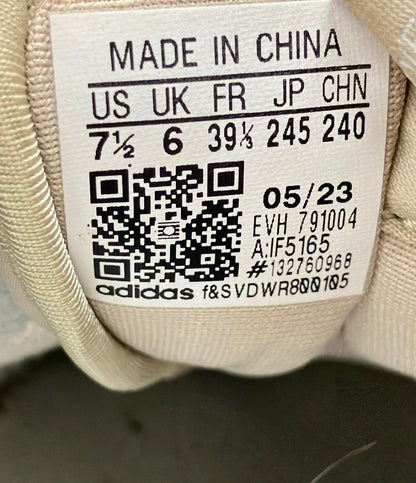 MADE IN CHINA
US UK FR JP CHN
7½ 6 39⅓ 245 240
05/23
EVH 791004
A:IF5165
#132760968
adidas f&SVDWR800105